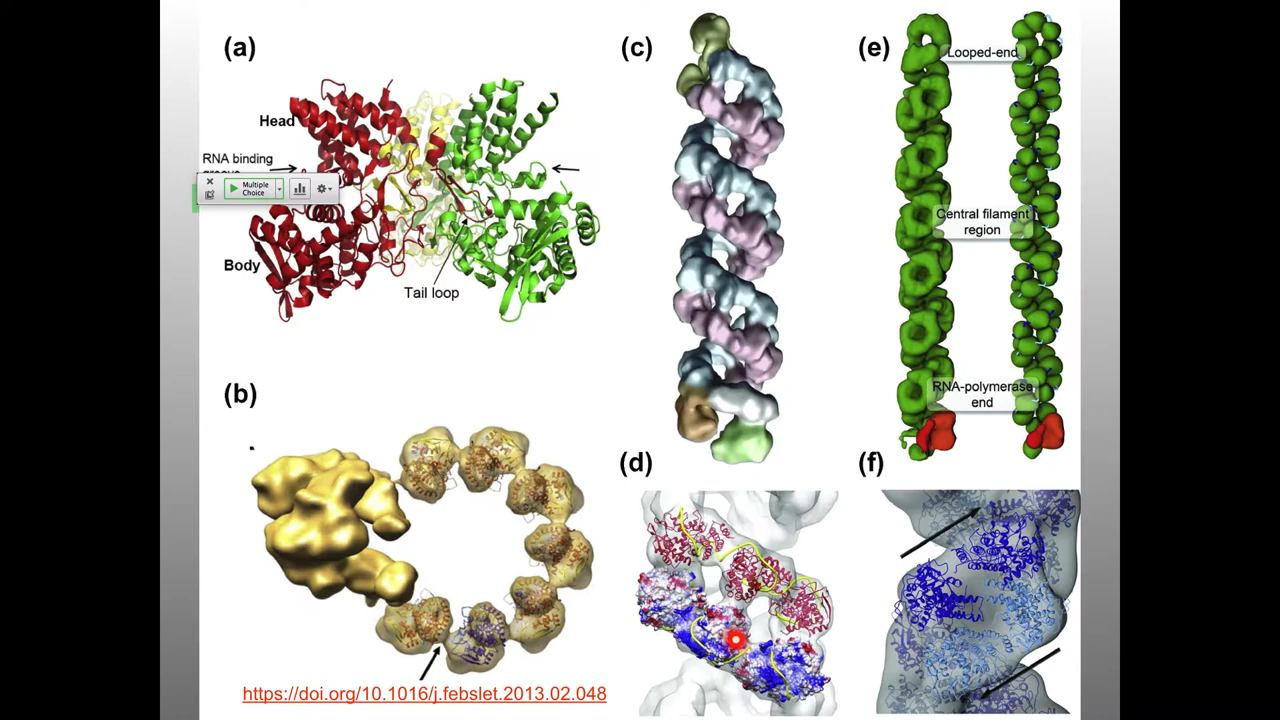 (a)
Head
RNA binding
Multiple
Choice
Body
Tail loop
(b)
https://doi.org/10.1016/j.febslet.2013.02.048
(c)
(d)
(e)
Looped-end
Central filament
region
RNA-polymerase
end
(f)